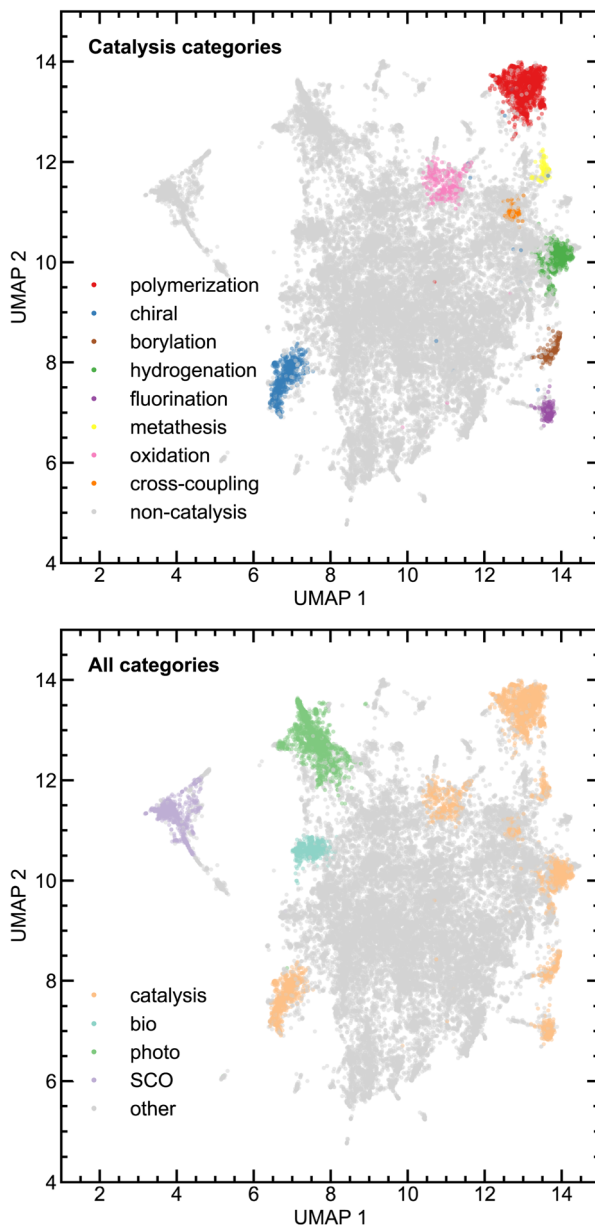 Catalysis categories
14
12
10
8
6
4
UMAP 2
polymerization
chiral
borylation
hydrogenation
fluorination
metathesis
oxidation
cross-coupling
non-catalysis
2 4 6 8 10 12 14
UMAP 1
All categories
14
12
10
8
6
4
UMAP 2
catalysis
bio
photo
SCO
other
2 4 6 8 10 12 14
UMAP 1